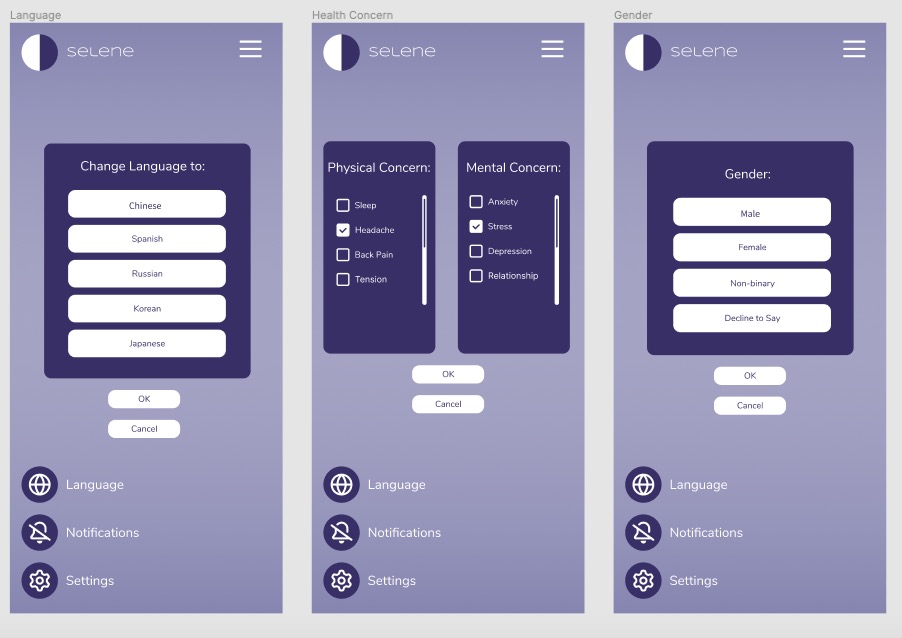 Language
SELENE
Change Language to:
Chinese
Spanish
Russian
Korean
Japanese
OK
Cancel
Language
Notifications
Settings
Health Concern
SELENE
Physical Concern:
Sleep
Headache
Back Pain
Tension
Mental Concern:
Anxiety
Stress
Depression
Relationship
OK
Cancel
Language
Notifications
Settings
Gender
SELENE
Gender:
Male
Female
Non-binary
Decline to Say
OK
Cancel
Language
Notifications
Settings